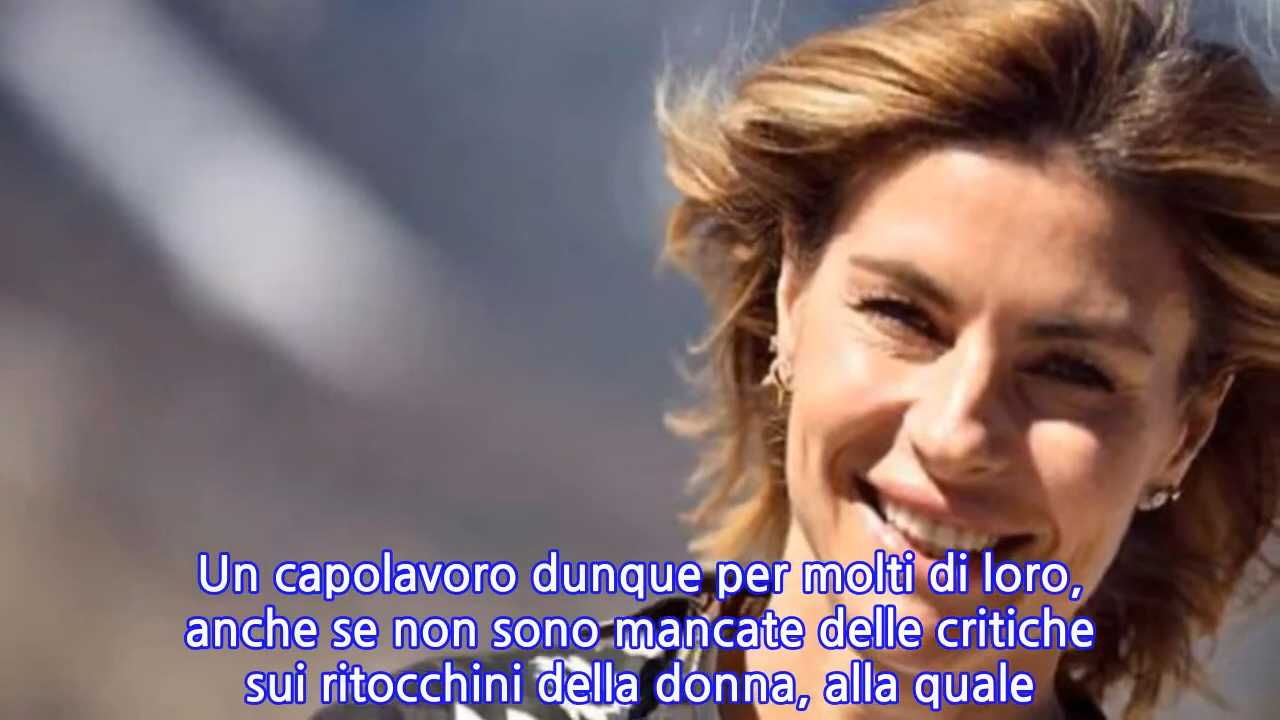 Un capolavoro dunque per molti di loro,
anche se non sono mancate delle critiche
sui ritocchini della donna, alla quale